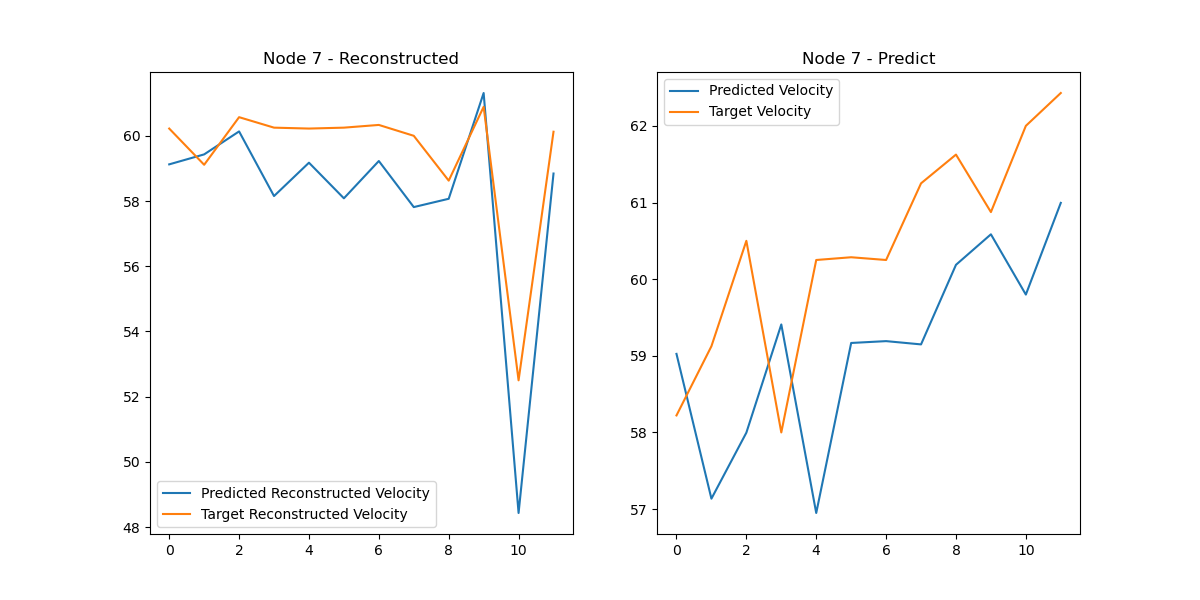 Node 7 - Reconstructed
60
58
56
54
52
50
48
Predicted Reconstructed Velocity
Target Reconstructed Velocity
0 2 4 6 8 10
Node 7 - Predict
Predicted Velocity
Target Velocity
62
61
60
59
58
57
0 2 4 6 8 10